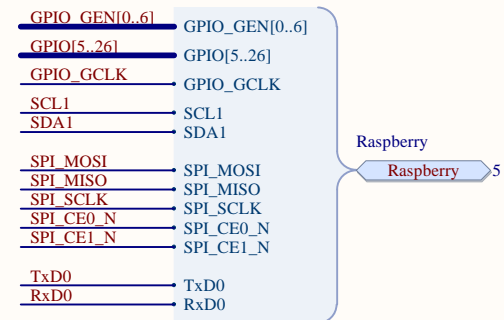 GPIO_GEN[0..6] GPIO_GEN[0..6]
GPIO[5..26] GPIO[5..26]
GPIO_GCLK GPIO_GCLK
SCL1 SCL1
SDA1 SDA1
Raspberry
SPI_MOSI SPI_MOSI
Raspberry 5
SPI_MISO SPI_MISO
SPI_SCLK SPI_SCLK
SPI_CE0_N SPI_CE0_N
SPI_CE1_N SPI_CE1_N
TxD0 TxD0
RxD0 RxD0